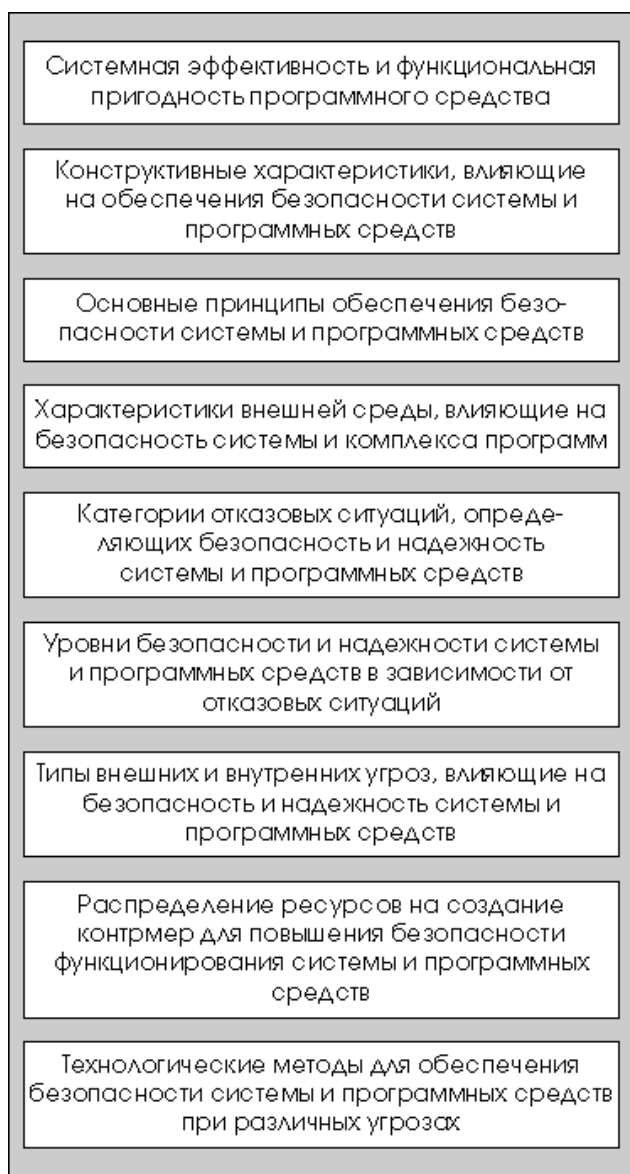 Системная эффективность и функциональная
пригодность программного средства
Конструктивные характеристики, влияющие
на обеспечения безопасности системы и
программных средств
Основные принципы обеспечения безо-
пасности системы и программных средств
Характеристики внешней среды, влияющие на
безопасность системы и комплекса программ
Категории отказовых ситуаций, опреде-
ляющих безопасность и надежность
системы и программных средств
Уровни безопасности и надежности системы
и программных средств в зависимости от
отказовых ситуаций
Типы внешних и внутренних угроз, влияющие на
безопасность и надежность системы и
программных средств
Распределение ресурсов на создание
контрмер для повышения безопасности
функционирования системы и программных
средств
Технологические методы для обеспечения
безопасности системы и программных средств
при различных угрозах